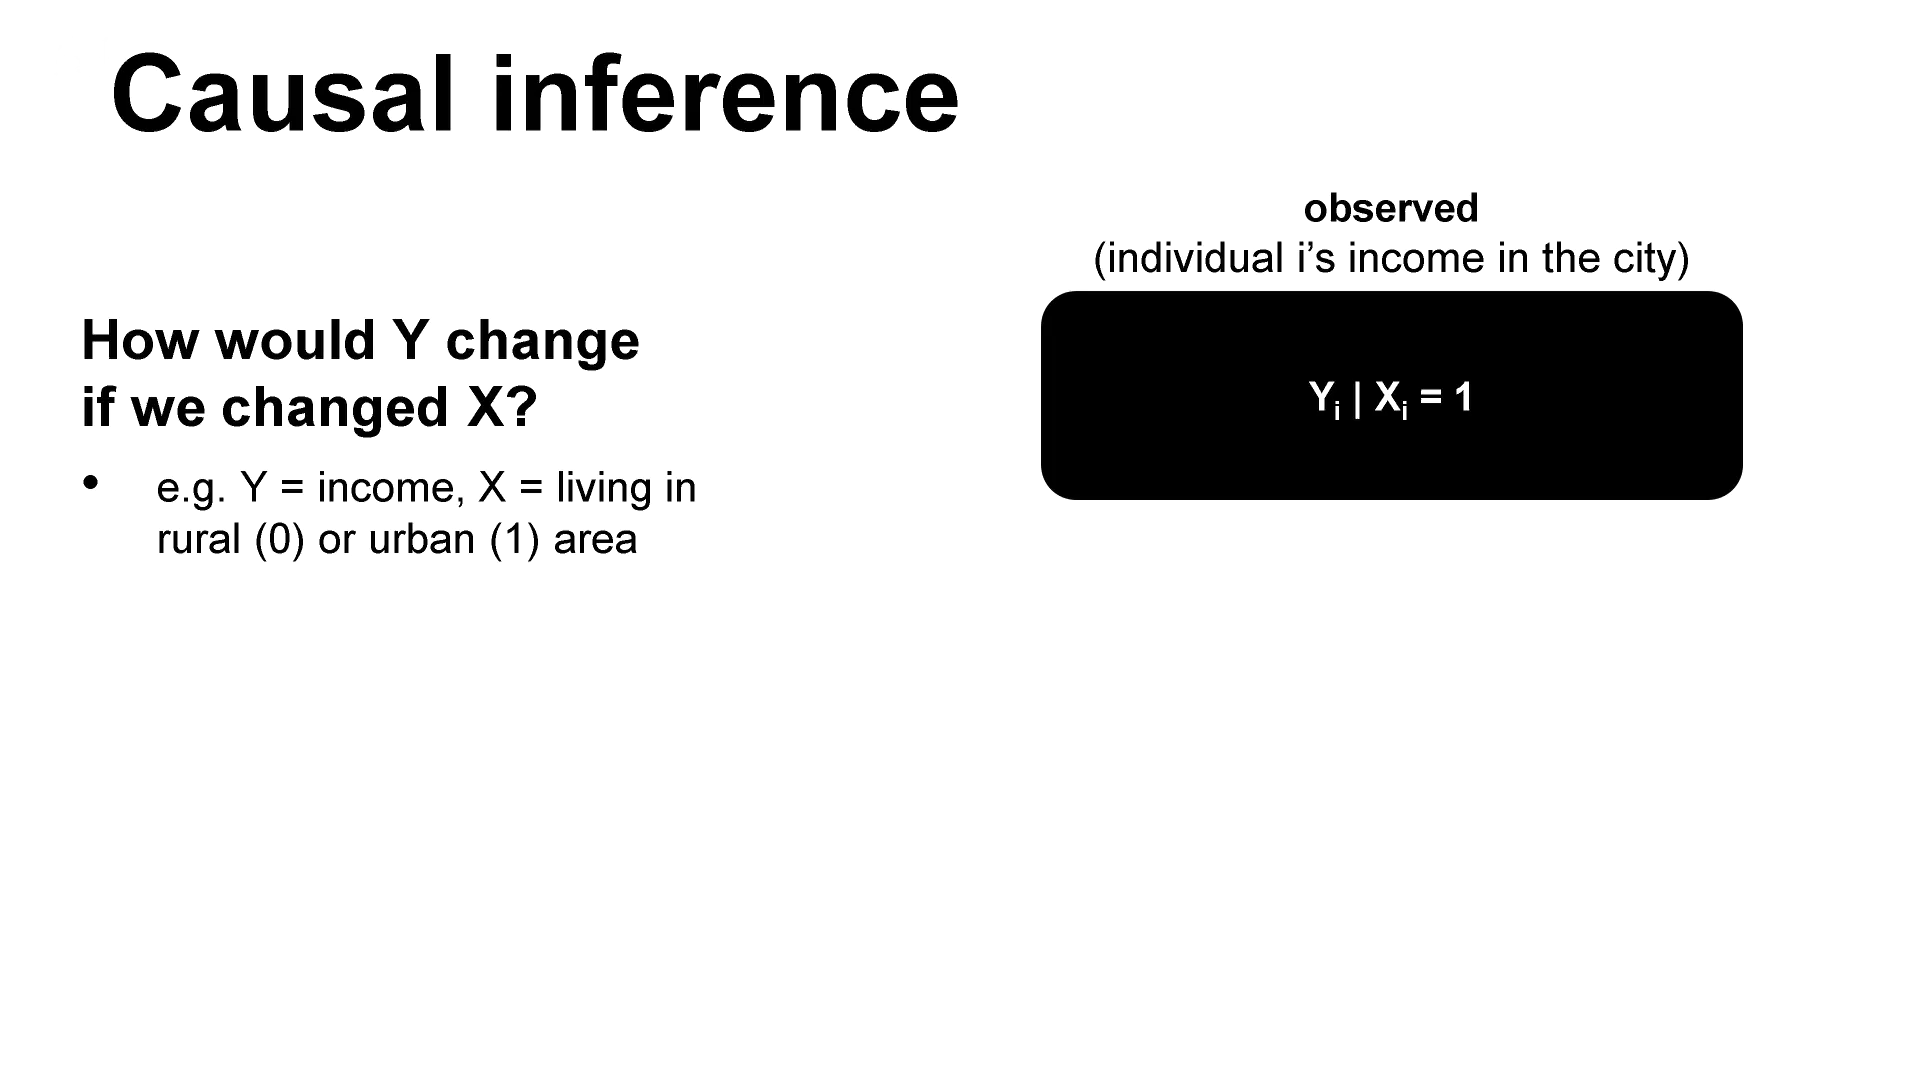 Causal inference
How would Y change
if we changed X?
• e.g. Y = income, X = living in
rural (0) or urban (1) area
observed
(individual i’s income in the city)
Yᵢ | Xᵢ = 1